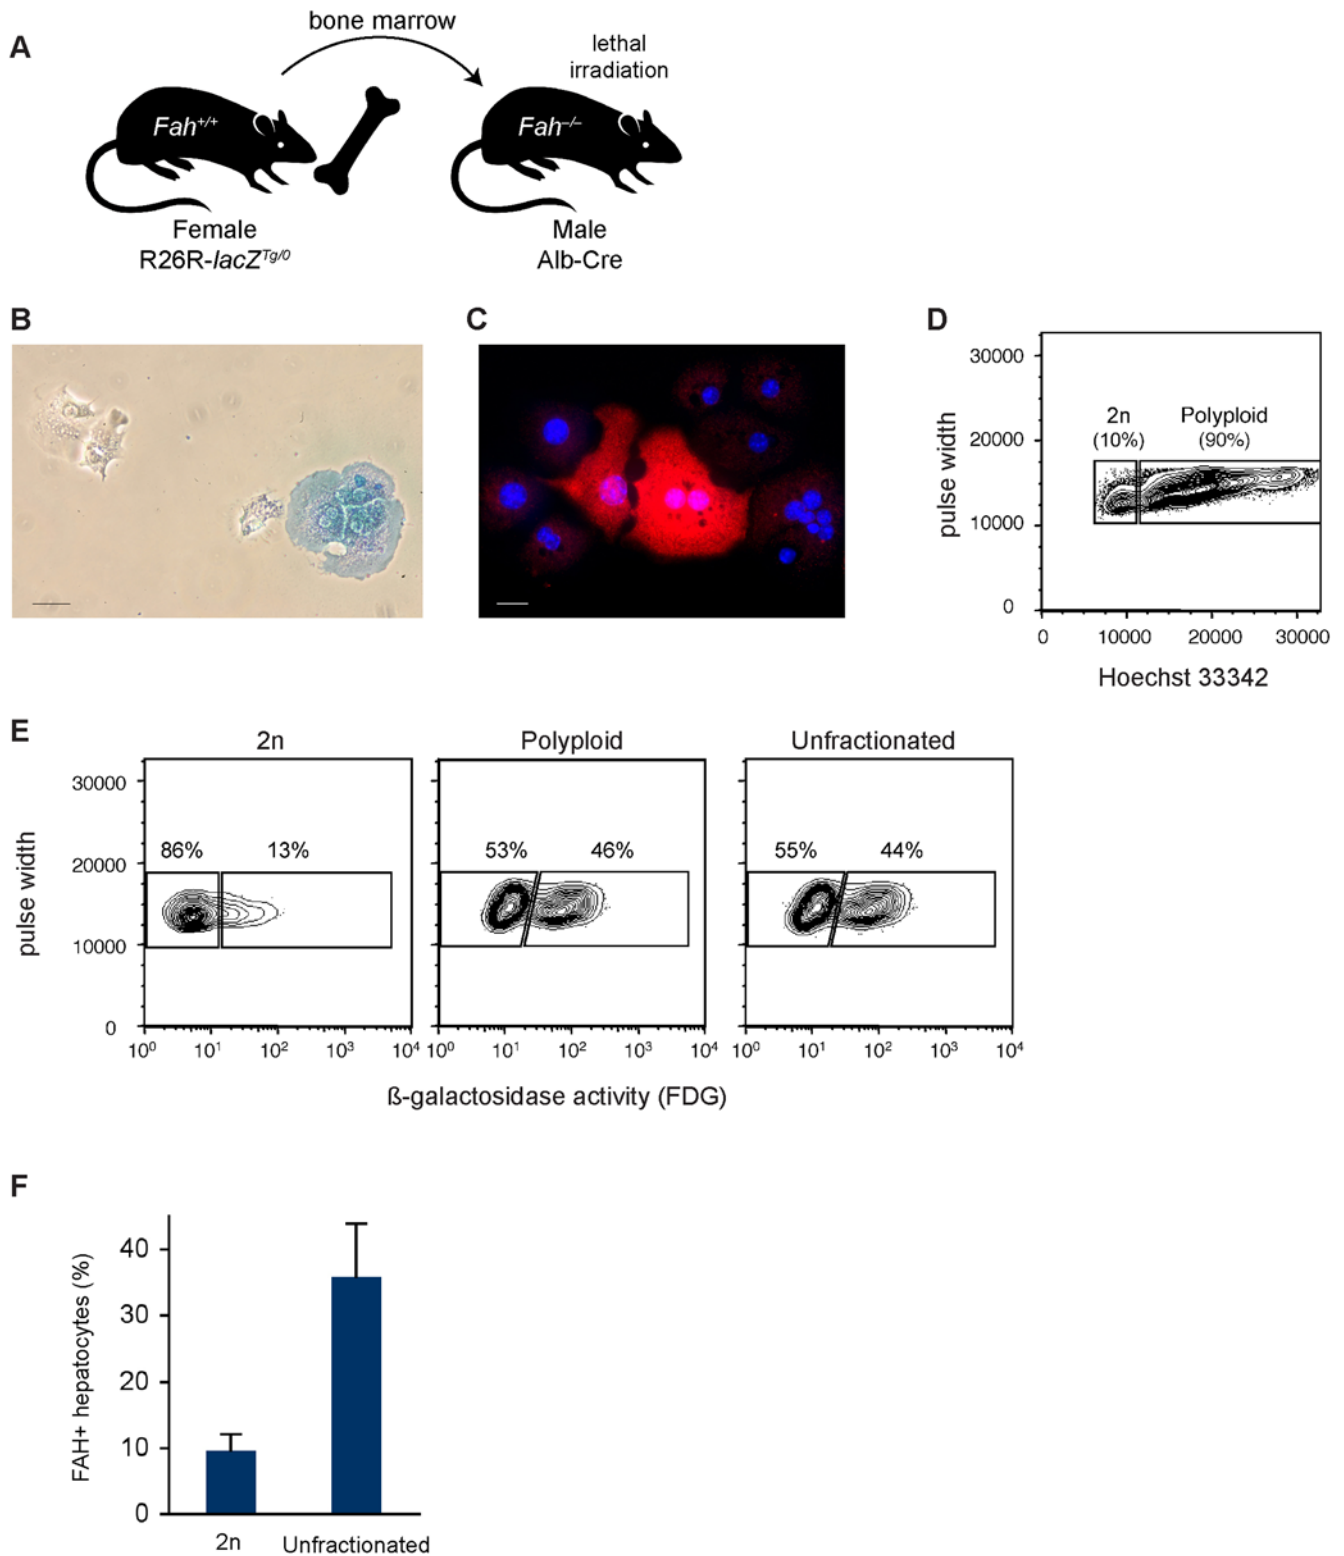 A
bone marrow
lethal
irradiation
Fah+/+
Fah–/–
Female
Male
R26R-lacZTg/0
Alb-Cre
B
C
D
30000
20000
10000
0
pulse width
2n
(10%)
Polyploid
(90%)
0 10000 20000 30000
Hoechst 33342
E
2n
Polyploid
Unfractionated
30000
20000
10000
0
pulse width
86% 13%
53% 46%
55% 44%
10⁰ 10¹ 10² 10³ 10⁴
10⁰ 10¹ 10² 10³ 10⁴
10⁰ 10¹ 10² 10³ 10⁴
ß-galactosidase activity (FDG)
F
FAH+ hepatocytes (%)
40
30
20
10
0
2n
Unfractionated